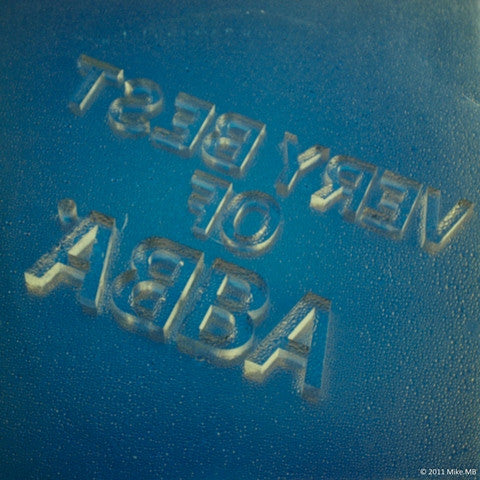 VERY BEST
OF
ABBA
© 2011 Mike.MB